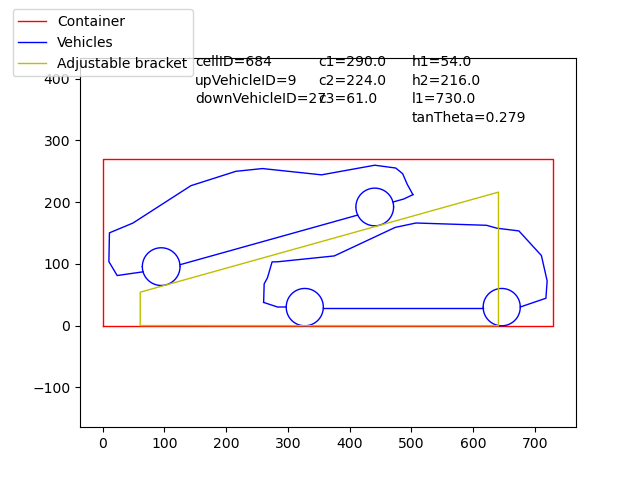 Container
Vehicles
Adjustable bracket
cellID=684 c1=290.0 h1=54.0
upVehicleID=9 c2=224.0 h2=216.0
downVehicleID=27 c3=61.0 l1=730.0
tanTheta=0.279
400
300
200
100
0
−100
0 100 200 300 400 500 600 700